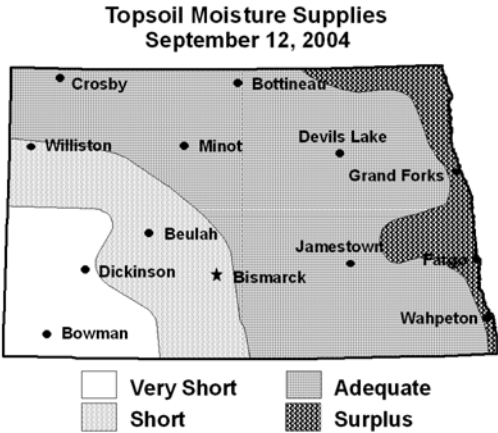 Topsoil Moisture Supplies
September 12, 2004
Crosby
Bottineau
Williston
Minot
Devils Lake
Grand Forks
Beulah
Jamestown
Fargo
Dickinson
Bismarck
Wahpeton
Bowman
Very Short
Adequate
Short
Surplus